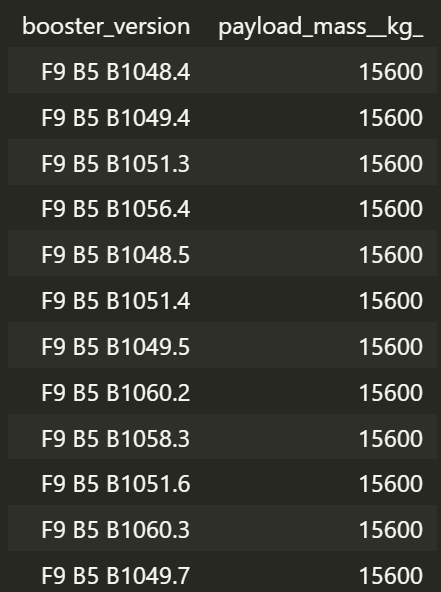 booster_version payload_mass__kg_
F9 B5 B1048.4 15600
F9 B5 B1049.4 15600
F9 B5 B1051.3 15600
F9 B5 B1056.4 15600
F9 B5 B1048.5 15600
F9 B5 B1051.4 15600
F9 B5 B1049.5 15600
F9 B5 B1060.2 15600
F9 B5 B1058.3 15600
F9 B5 B1051.6 15600
F9 B5 B1060.3 15600
F9 B5 B1049.7 15600